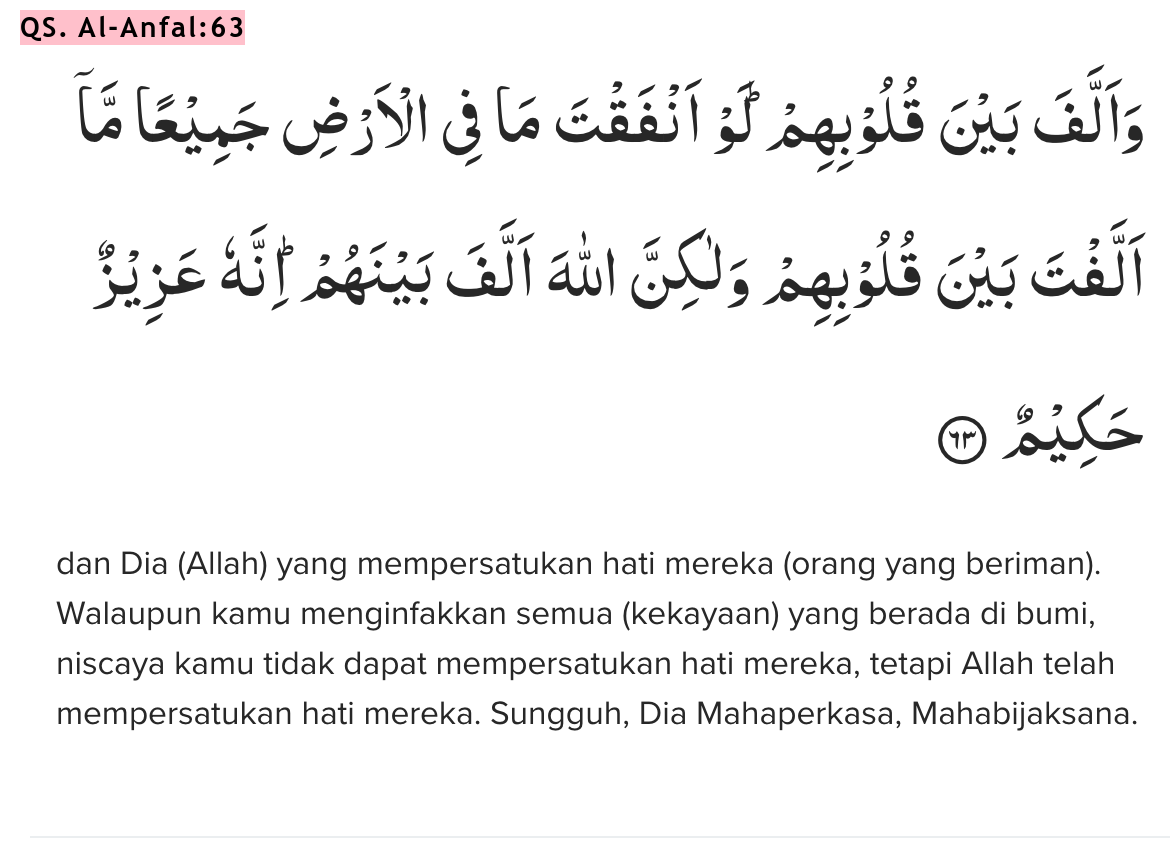 QS. Al-Anfal:63
وَاَلَّفَ بَيْنَ قُلُوْبِهِمْۗ لَوْ اَنْفَقْتَ مَا فِى الْاَرْضِ جَمِيْعًا مَّآ
اَلَّفْتَ بَيْنَ قُلُوْبِهِمْ وَلٰكِنَّ اللّٰهَ اَلَّفَ بَيْنَهُمْۗ اِنَّهٗ عَزِيْزٌ
حَكِيْمٌ ٦٣
dan Dia (Allah) yang mempersatukan hati mereka (orang yang beriman).
Walaupun kamu menginfakkan semua (kekayaan) yang berada di bumi,
niscaya kamu tidak dapat mempersatukan hati mereka, tetapi Allah telah
mempersatukan hati mereka. Sungguh, Dia Mahaperkasa, Mahabijaksana.